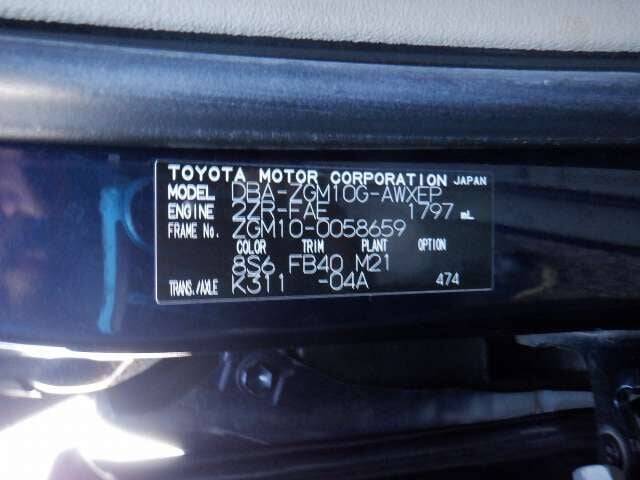 TOYOTA MOTOR CORPORATION JAPAN
MODEL DBA-ZGM10G-AWXEP
ENGINE 2ZR-FAE 1797 mL
FRAME No. ZGM10-0058659
COLOR TRIM PLANT OPTION
8S6 FB40 M21
TRANS./AXLE K311 -04A 474